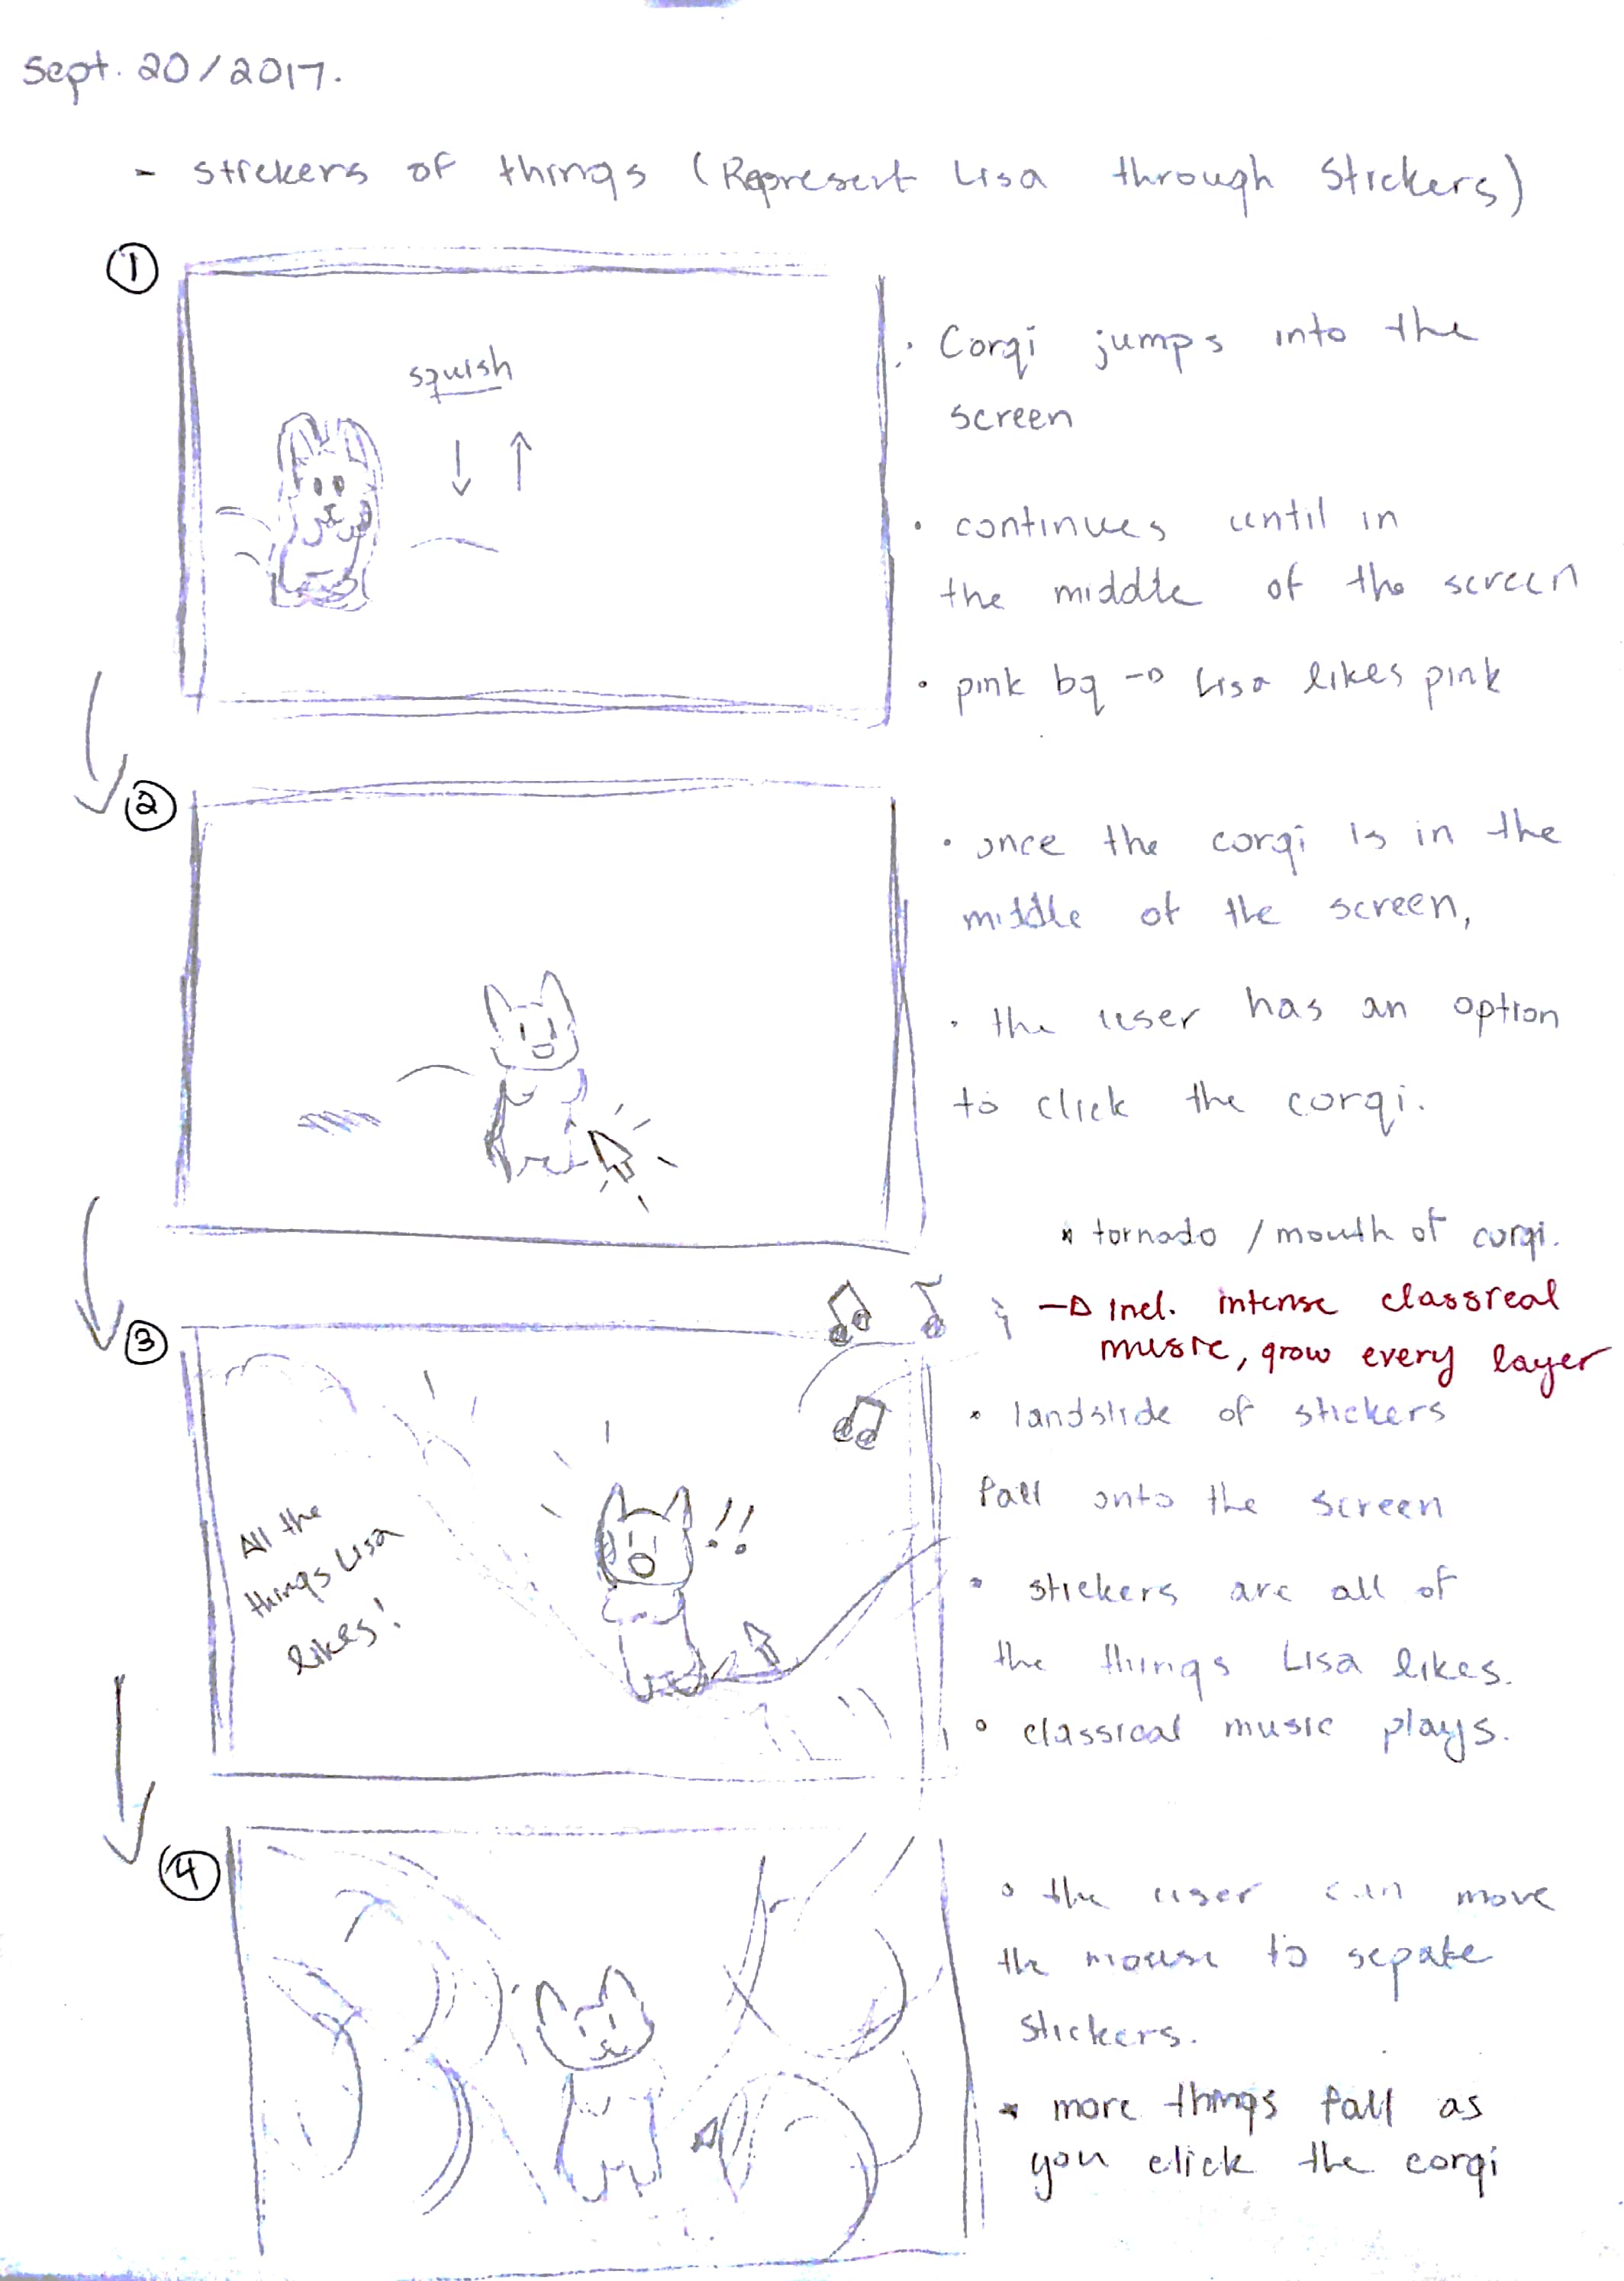 Sept. 20/2017.
- stickers of things (Represent Lisa through Stickers)
①
squish
• Corgi jumps into the
screen
• continues until in
the middle of the screen
• pink bg → Lisa likes pink
②
• once the corgi is in the
middle of the screen,
• the user has an option
to click the corgi.
* tornado / mouth of corgi.
→ incl. intense classical
music, grow every layer
③
All the
things Lisa
likes!
!!
• landslide of stickers
fall onto the screen
• stickers are all of
the things Lisa likes.
• classical music plays.
④
• the user can move
the mouse to sepate
stickers.
* more things fall as
you click the corgi